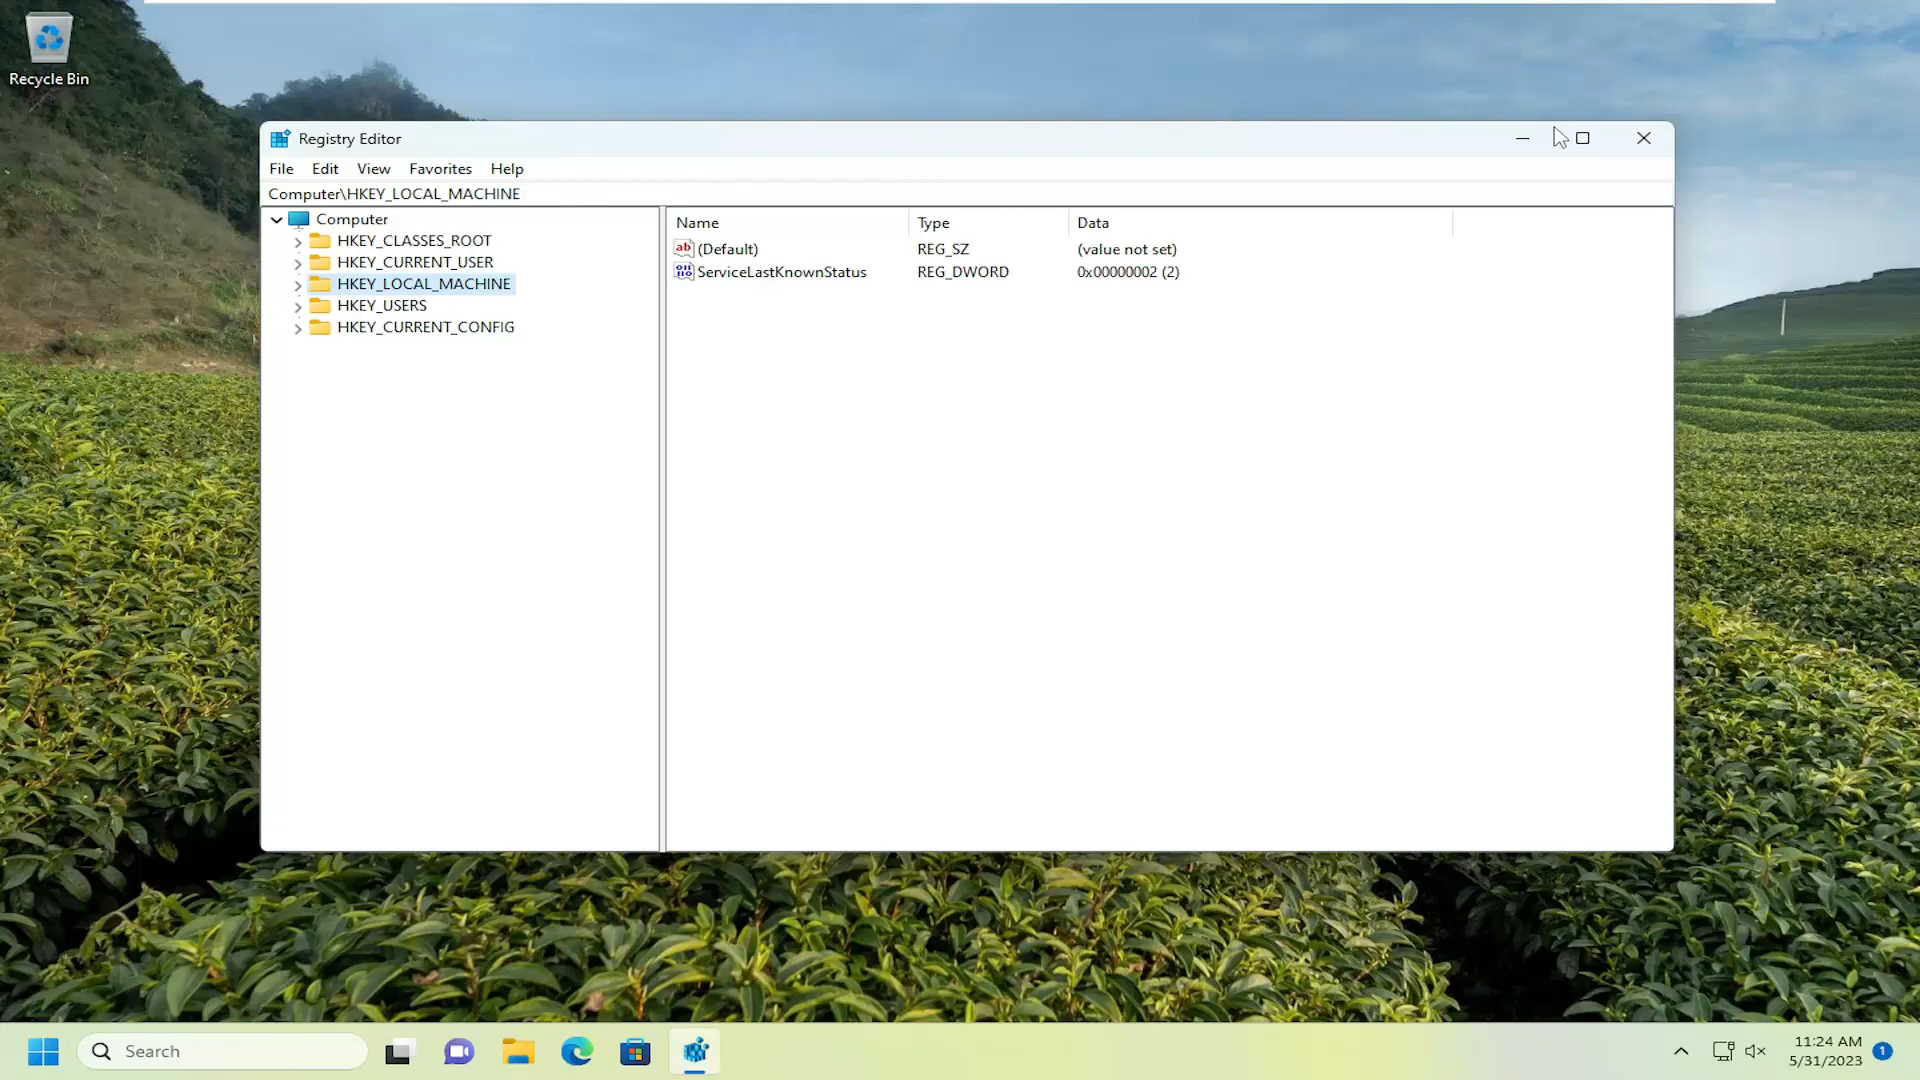 Recycle Bin
Registry Editor
File Edit View Favorites Help
Computer\HKEY_LOCAL_MACHINE
Computer
HKEY_CLASSES_ROOT
HKEY_CURRENT_USER
HKEY_LOCAL_MACHINE
HKEY_USERS
HKEY_CURRENT_CONFIG
Name Type Data
(Default) REG_SZ (value not set)
ServiceLastKnownStatus REG_DWORD 0x00000002 (2)
Search
11:24 AM
5/31/2023
1